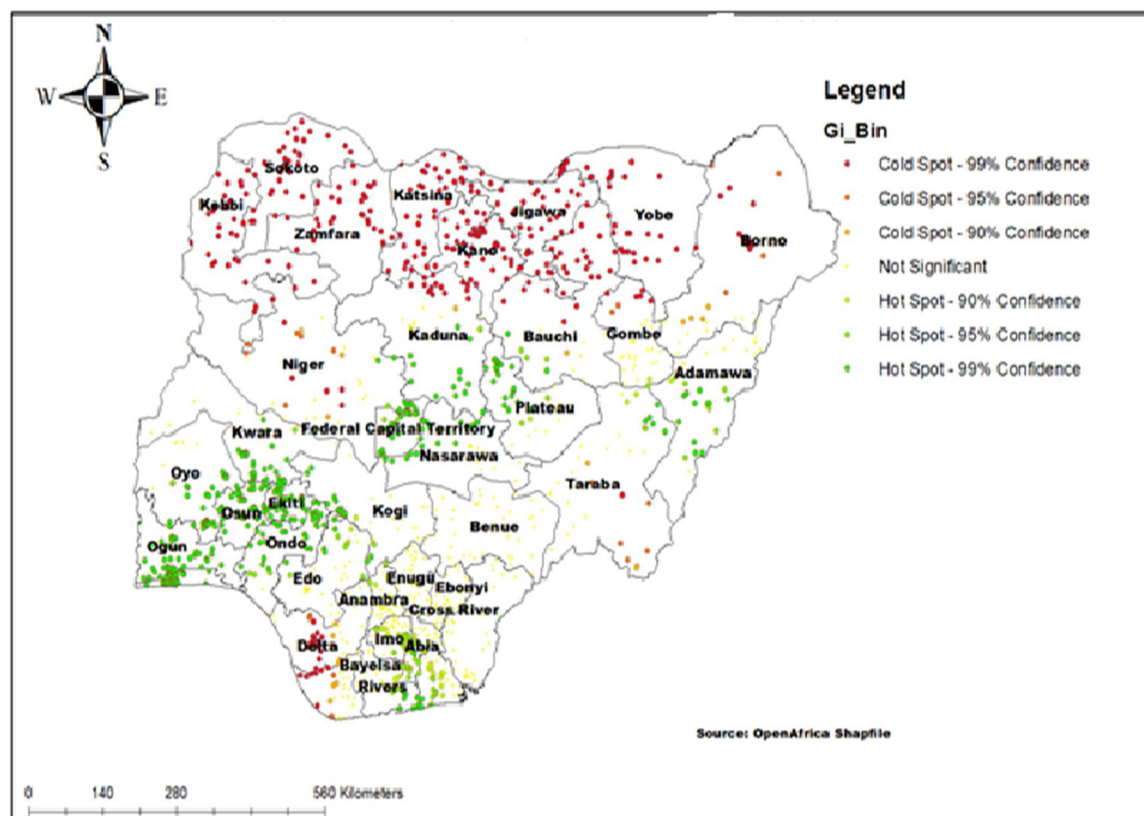 N
W E
S
Legend
Gi_Bin
Cold Spot - 99% Confidence
Cold Spot - 95% Confidence
Cold Spot - 90% Confidence
Not Significant
Hot Spot - 90% Confidence
Hot Spot - 95% Confidence
Hot Spot - 99% Confidence
Sokoto
Kebbi
Katsina
Jigawa
Yobe
Zamfara
Kano
Borno
Kaduna
Bauchi
Gombe
Niger
Adamawa
Plateau
Kwara
Federal Capital Territory
Nasarawa
Oyo
Taraba
Ekiti
Osun
Kogi
Benue
Ogun
Ondo
Edo
Enugu
Ebonyi
Anambra
Cross River
Delta
Imo
Abia
Bayelsa
Rivers
Source: OpenAfrica Shapfile
0 140 280 560 Kilometers